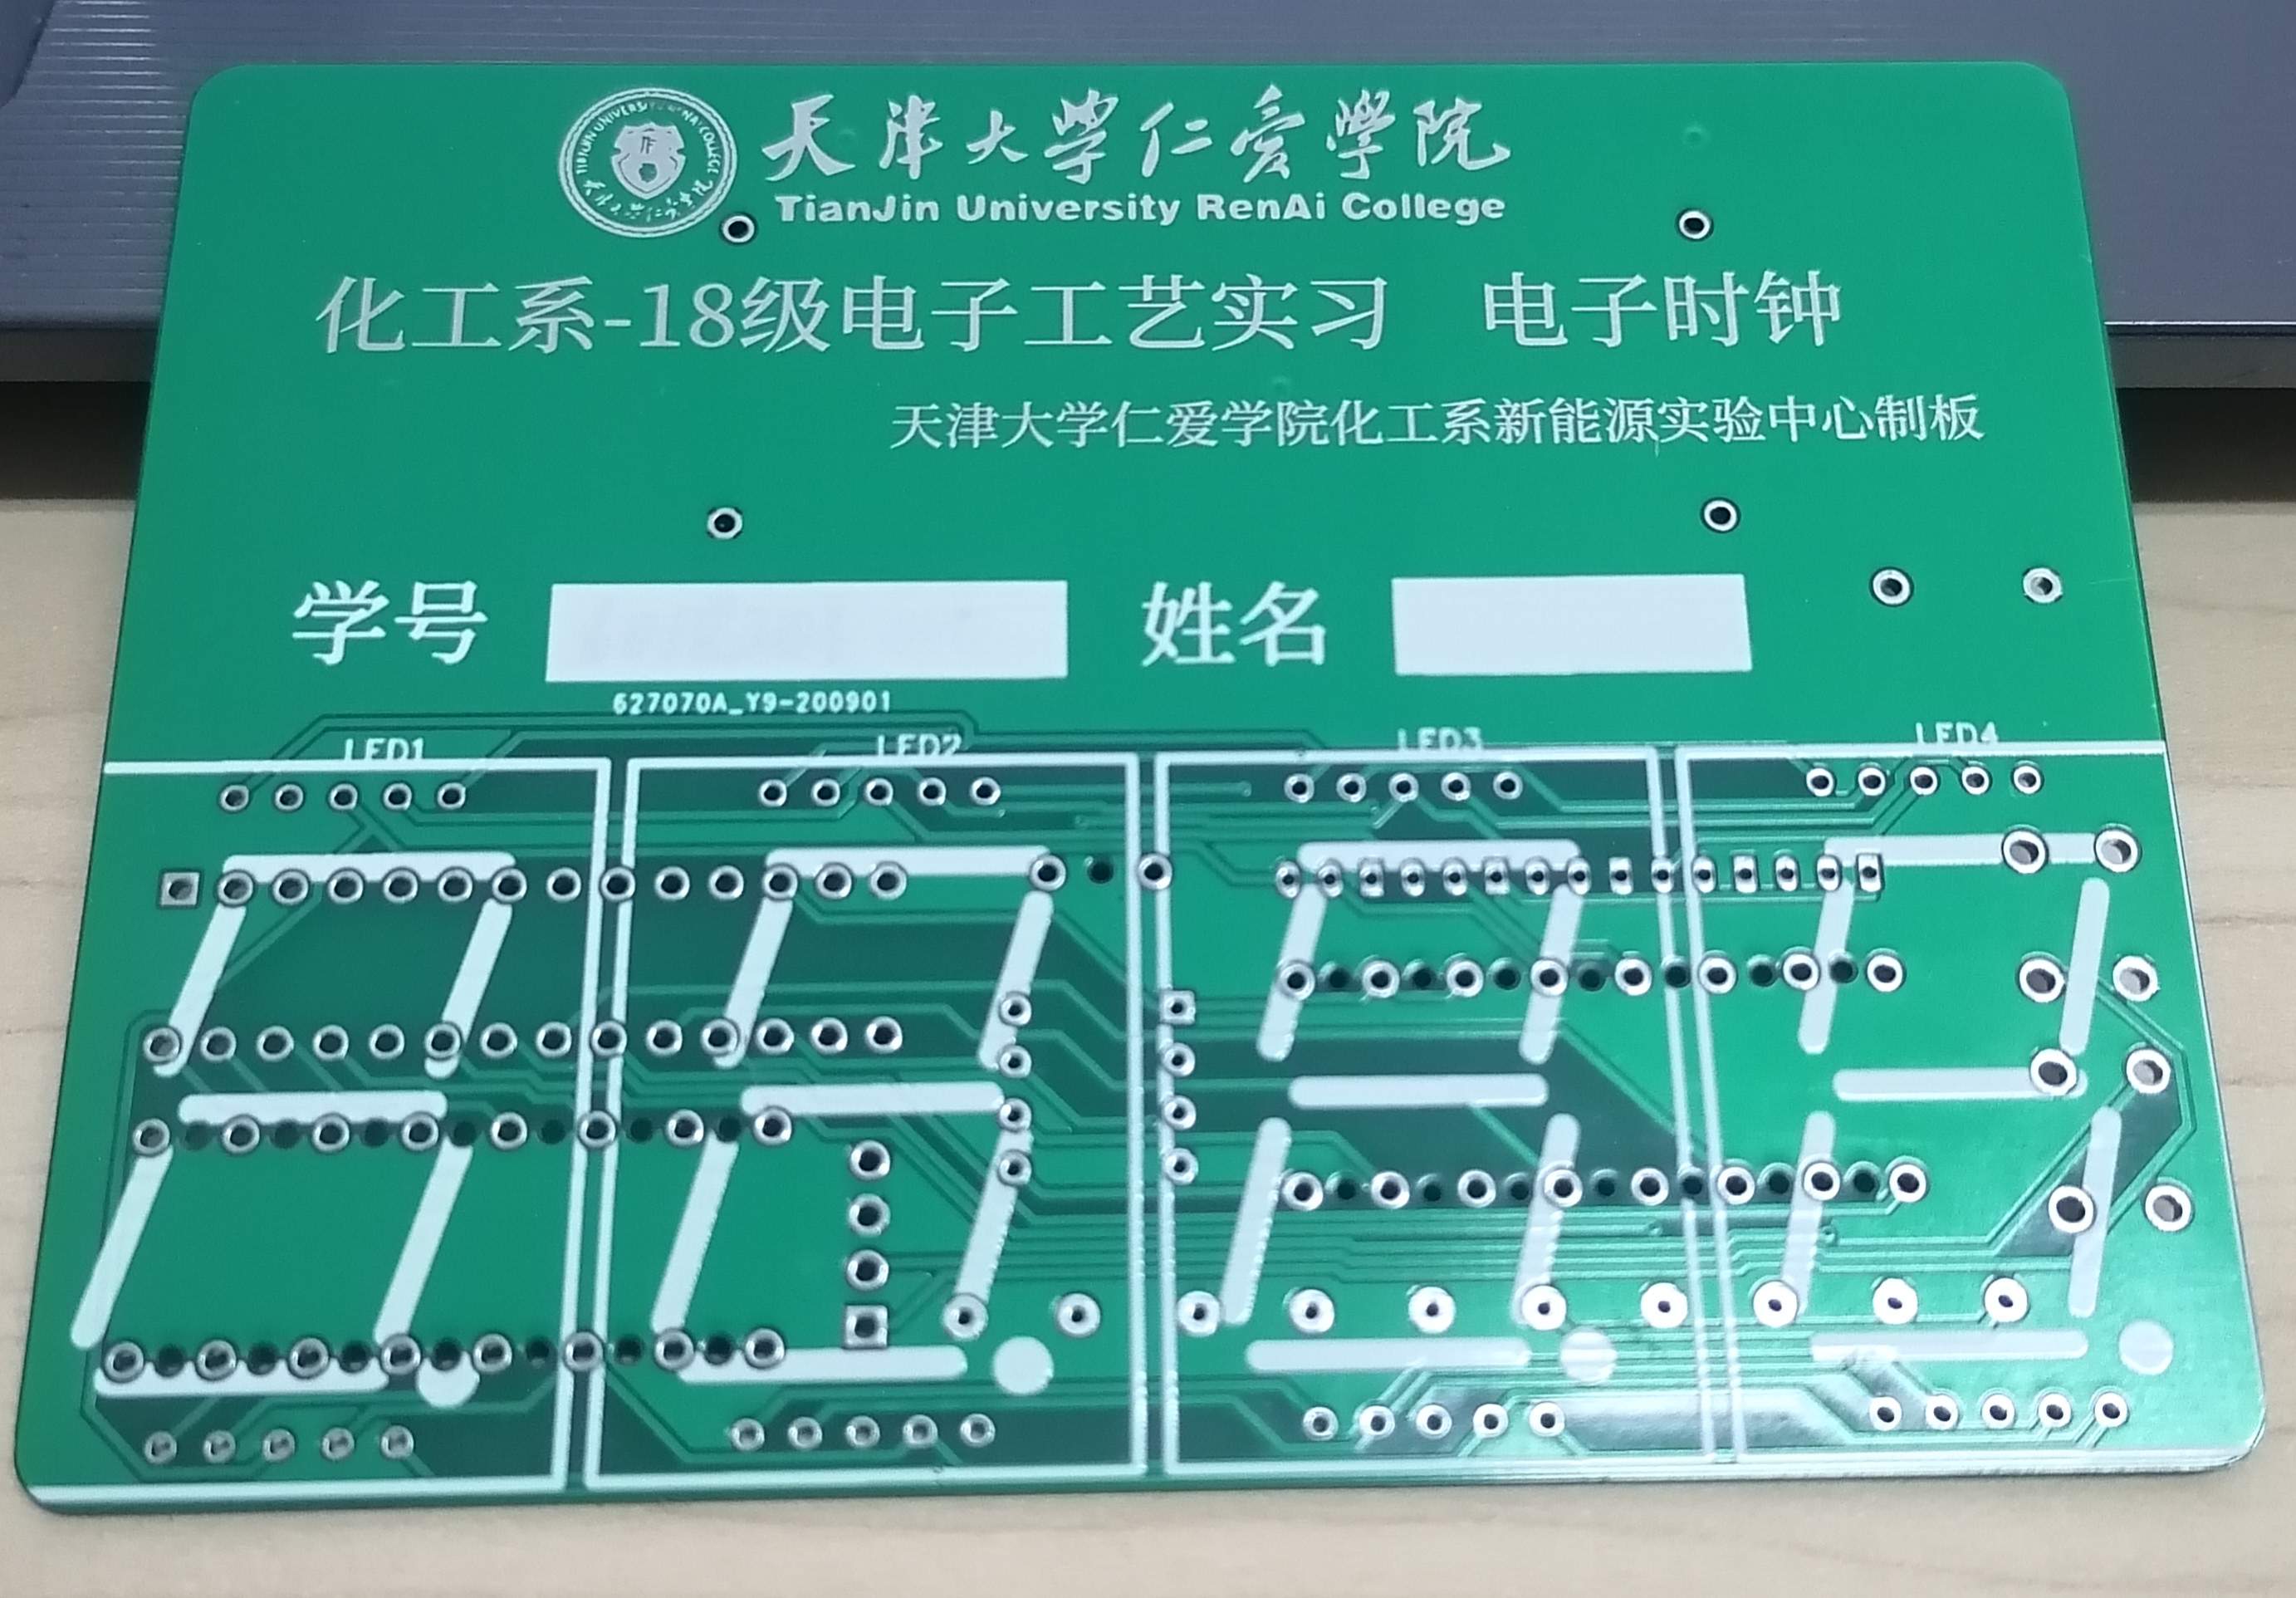 天津大學仁愛學院
TianJin University RenAi College
化工系-18级电子工艺实习 电子时钟
天津大学仁爱学院化工系新能源实验中心制板
学号 姓名
627070A_Y9-200901
LED1 LED2 LED3 LED4